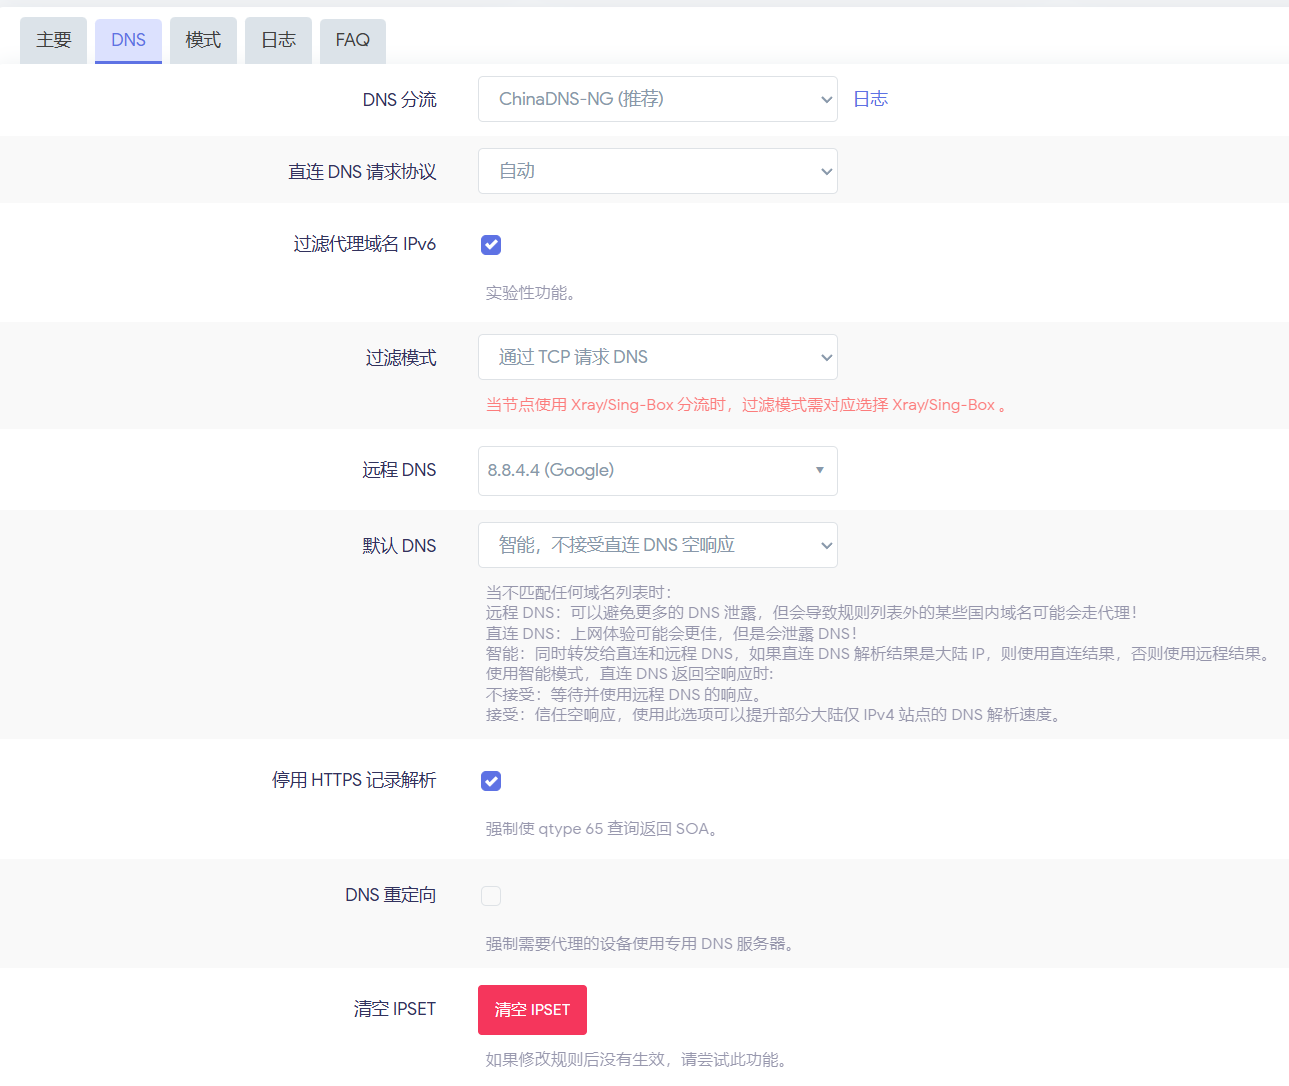 主要
DNS
模式
日志
FAQ
DNS 分流
ChinaDNS-NG (推荐)
日志
直连 DNS 请求协议
自动
过滤代理域名 IPv6
实验性功能。
过滤模式
通过 TCP 请求 DNS
当节点使用 Xray/Sing-Box 分流时，过滤模式需对应选择 Xray/Sing-Box 。
远程 DNS
8.8.4.4 (Google)
默认 DNS
智能，不接受直连 DNS 空响应
当不匹配任何域名列表时：
远程 DNS：可以避免更多的 DNS 泄露，但会导致规则列表外的某些国内域名可能会走代理！
直连 DNS：上网体验可能会更佳，但是会泄露 DNS！
智能：同时转发给直连和远程 DNS，如果直连 DNS 解析结果是大陆 IP，则使用直连结果，否则使用远程结果。
使用智能模式，直连 DNS 返回空响应时:
不接受：等待并使用远程 DNS 的响应。
接受：信任空响应，使用此选项可以提升部分大陆仅 IPv4 站点的 DNS 解析速度。
停用 HTTPS 记录解析
强制使 qtype 65 查询返回 SOA。
DNS 重定向
强制需要代理的设备使用专用 DNS 服务器。
清空 IPSET
清空 IPSET
如果修改规则后没有生效，请尝试此功能。